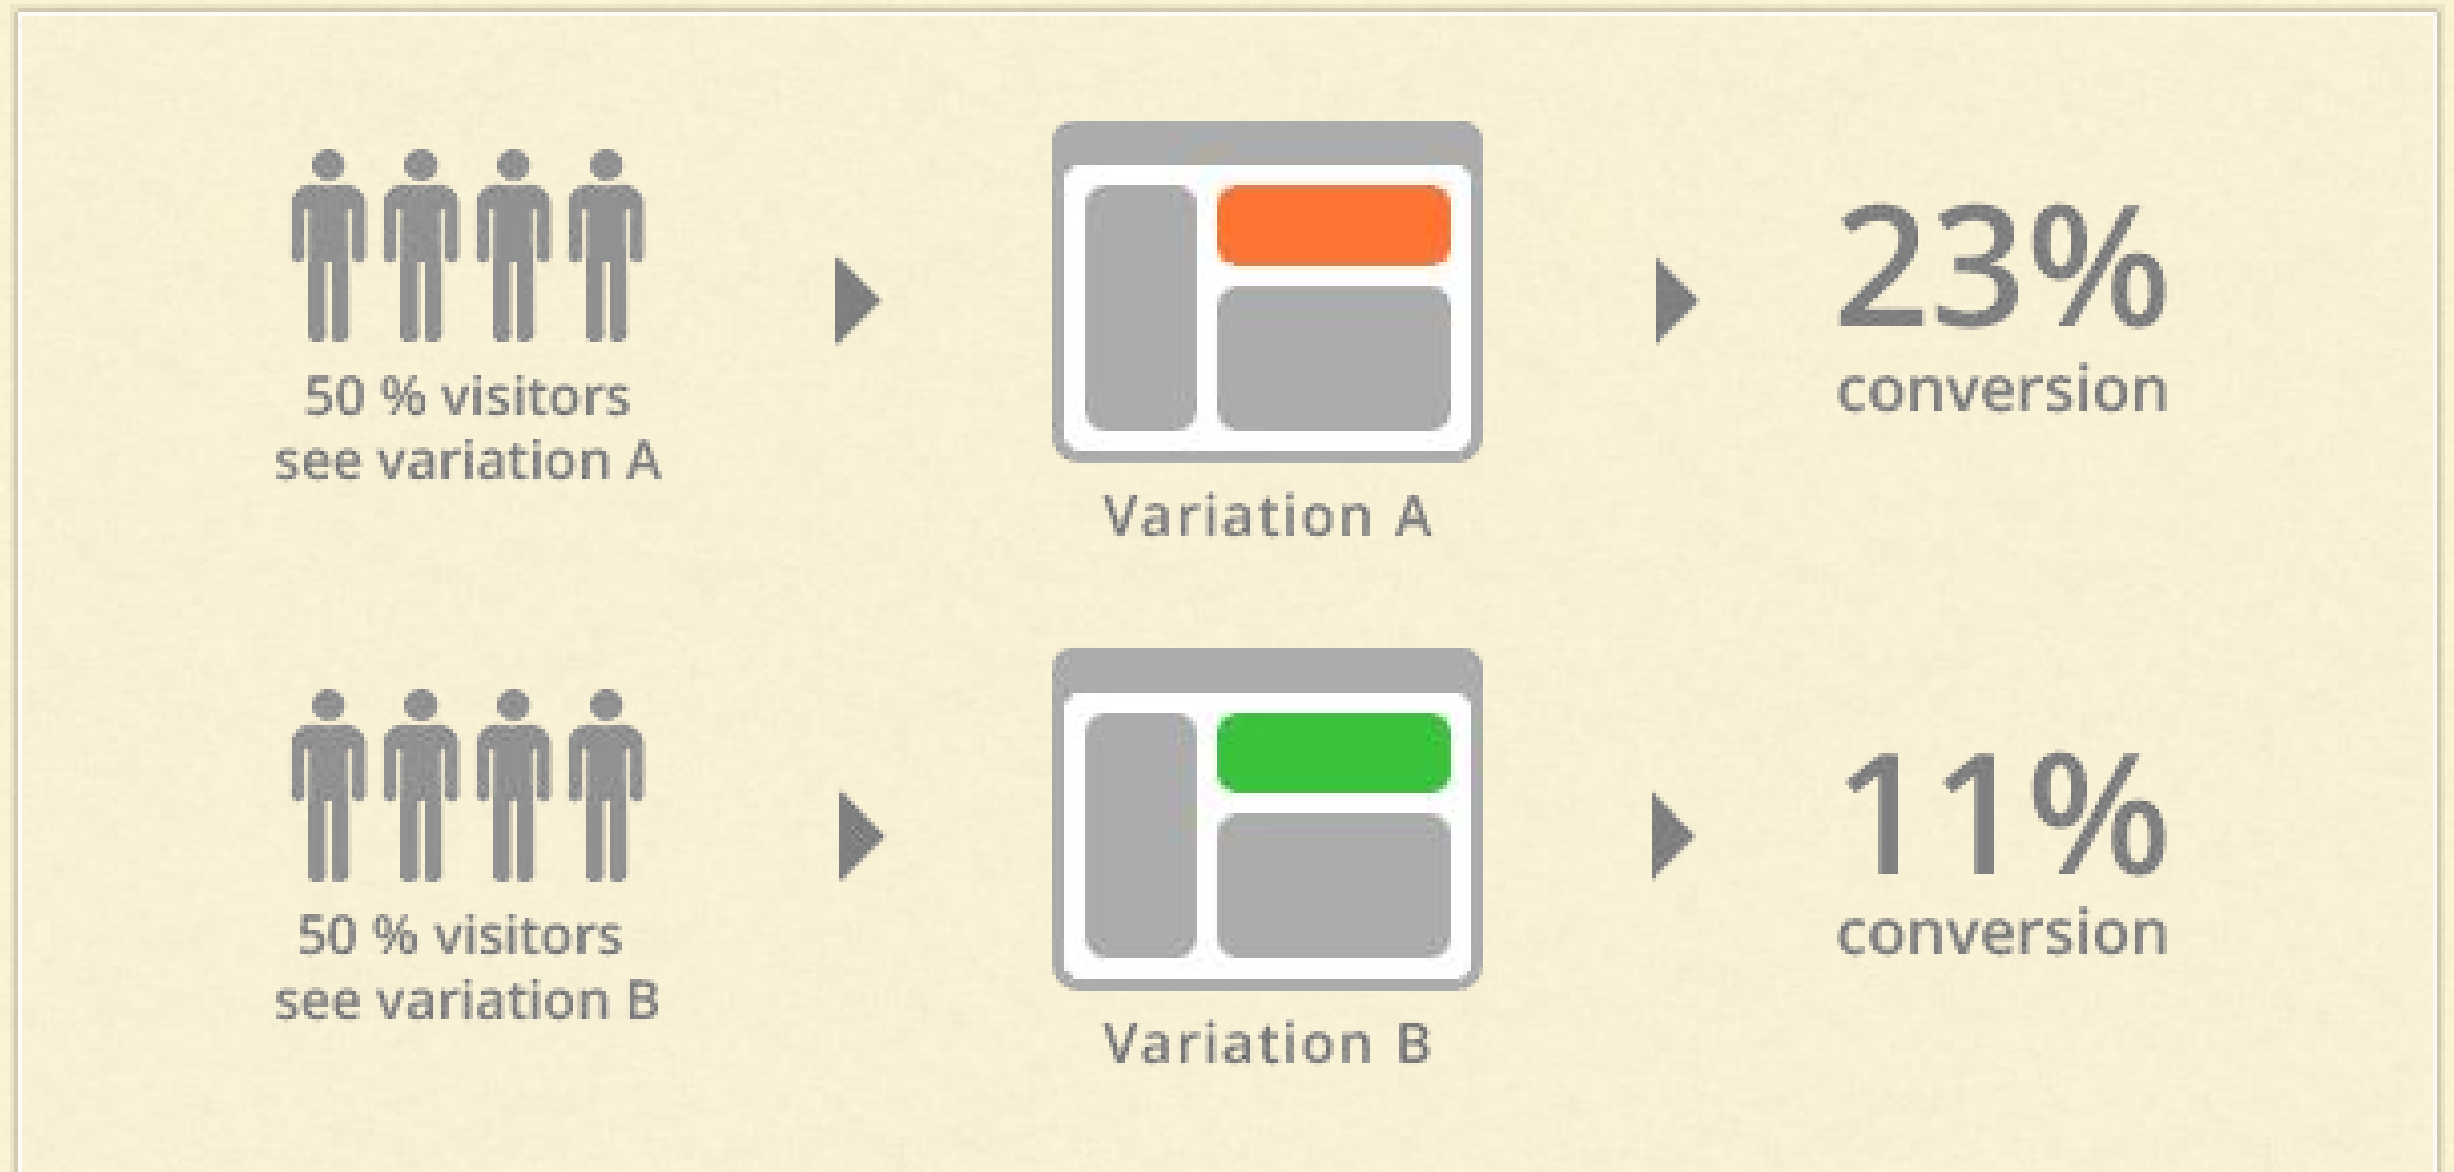 50 % visitors
see variation A
Variation A
23%
conversion
50 % visitors
see variation B
Variation B
11%
conversion